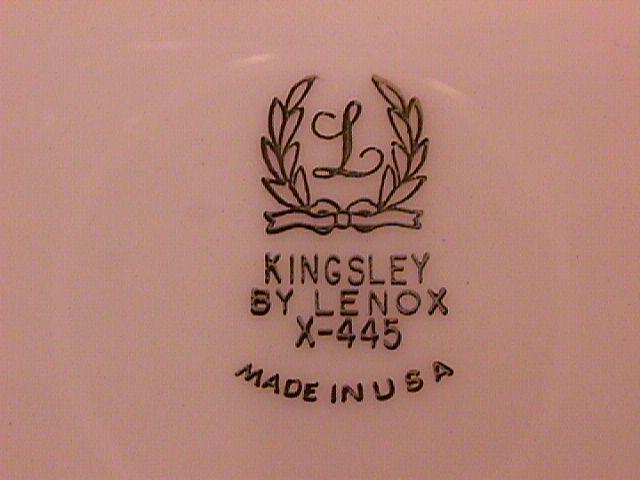 L
KINGSLEY
BY LENOX
X-445
MADE IN USA